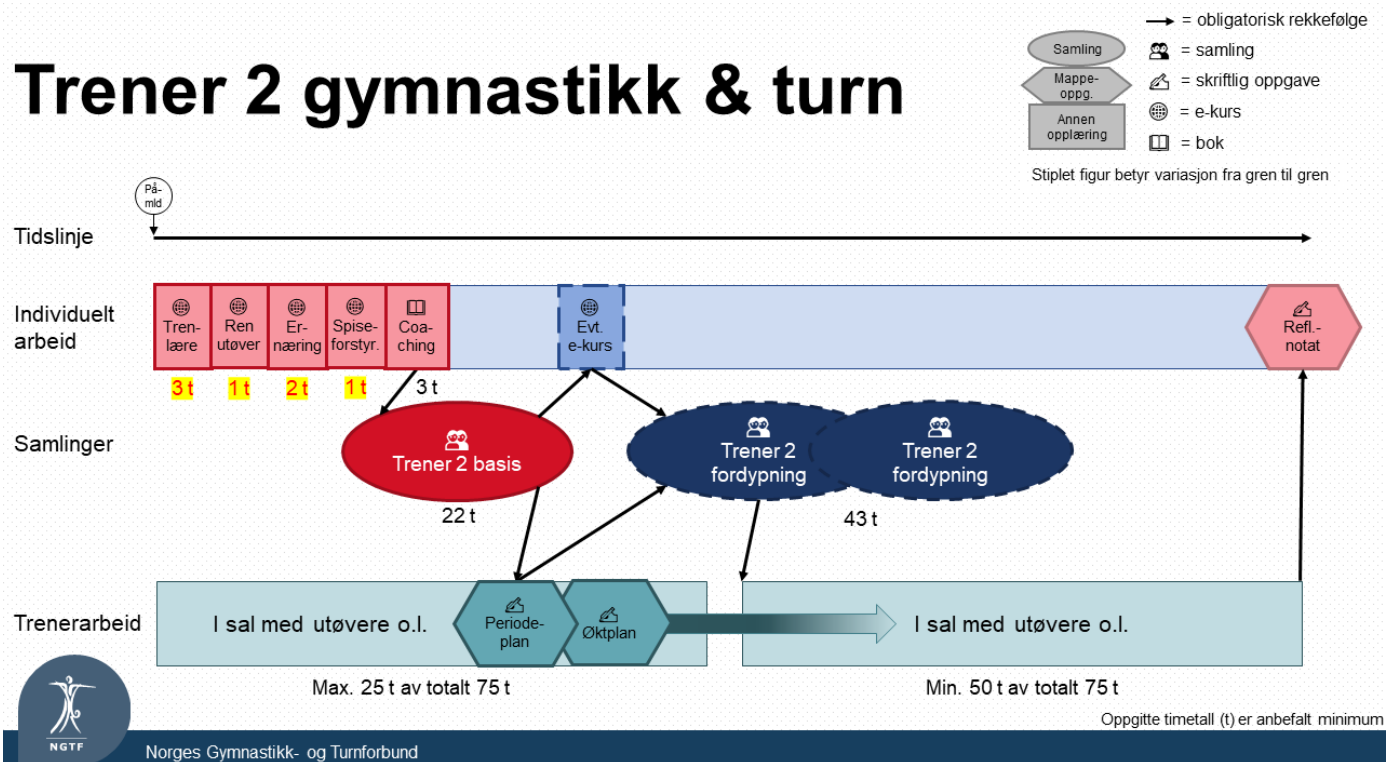 Trener 2 gymnastikk & turn
= obligatorisk rekkefølge
Samling
= samling
Mappe-
oppg.
= skriftlig oppgave
Annen
opplæring
= e-kurs
= bok
Stiplet figur betyr variasjon fra gren til gren
På-
mld
Tidslinje
Individuelt
arbeid
Tren-
lære
Ren
utøver
Er-
næring
Spise-
forstyr.
Coa-
ching
Evt.
e-kurs
Refl.-
notat
3 t
1 t
2 t
1 t
3 t
Samlinger
Trener 2 basis
22 t
Trener 2
fordypning
Trener 2
fordypning
43 t
Trenerarbeid
I sal med utøvere o.l.
Periode-
plan
Øktplan
I sal med utøvere o.l.
Max. 25 t av totalt 75 t
Min. 50 t av totalt 75 t
Oppgitte timetall (t) er anbefalt minimum
NGTF
Norges Gymnastikk- og Turnforbund